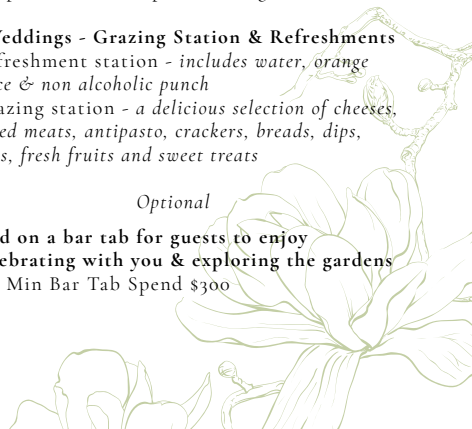 eddings - Grazing Station & Refreshments
freshment station - includes water, orange
ce & non alcoholic punch
azing station - a delicious selection of cheeses,
ed meats, antipasto, crackers, breads, dips,
s, fresh fruits and sweet treats
Optional
d on a bar tab for guests to enjoy
ebrating with you & exploring the gardens
Min Bar Tab Spend $300